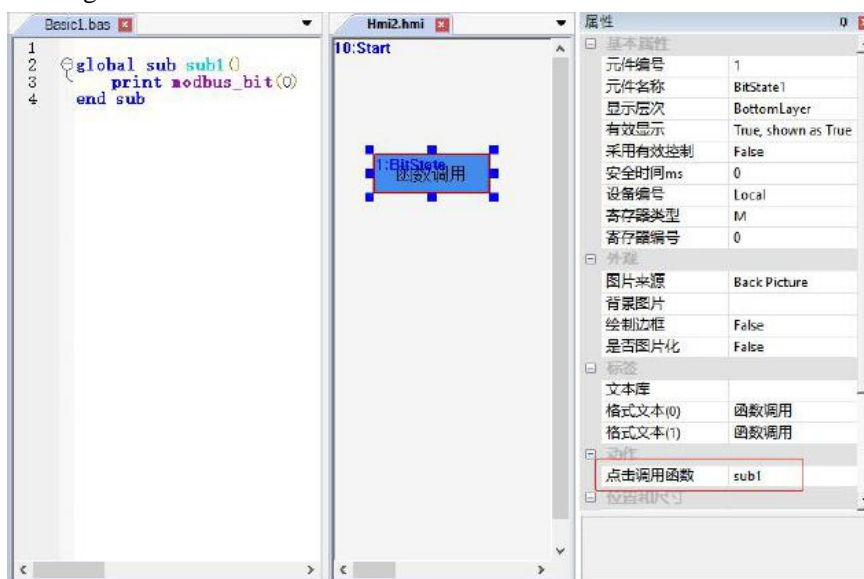 Basic1.bas
1
2 global sub sub1()
3 print modbus_bit(0)
4 end sub
Hmi2.hmi
10:Start
1:BitState
函数调用
属性
基本属性
元件编号 1
元件名称 BitState1
显示层次 BottomLayer
有效显示 True, shown as True
采用有效控制 False
安全时间ms 0
设备编号 Local
寄存器类型 M
寄存器编号 0
外观
图片来源 Back Picture
背景图片
绘制边框 False
是否图片化 False
标签
文本库
格式文本(0) 函数调用
格式文本(1) 函数调用
动作
点击调用函数 sub1
位置和尺寸